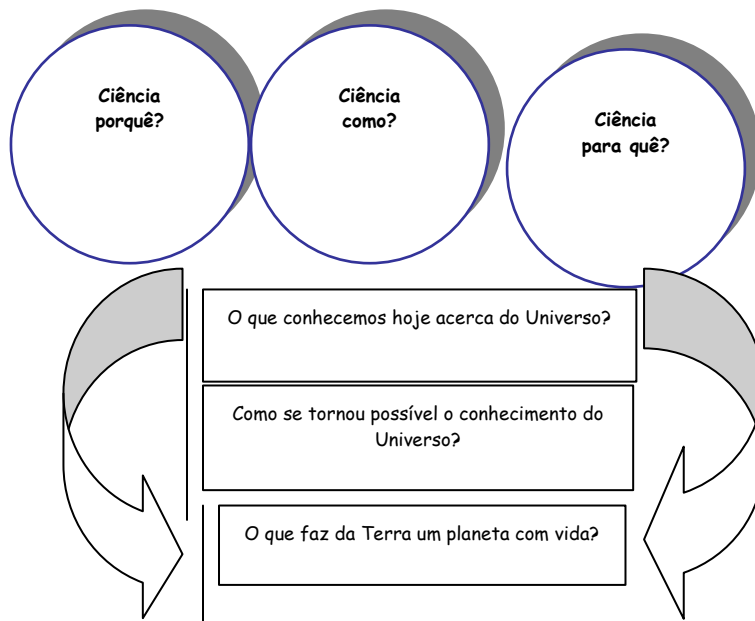 Ciência
porquê?
Ciência
como?
Ciência
para quê?
O que conhecemos hoje acerca do Universo?
Como se tornou possível o conhecimento do
Universo?
O que faz da Terra um planeta com vida?